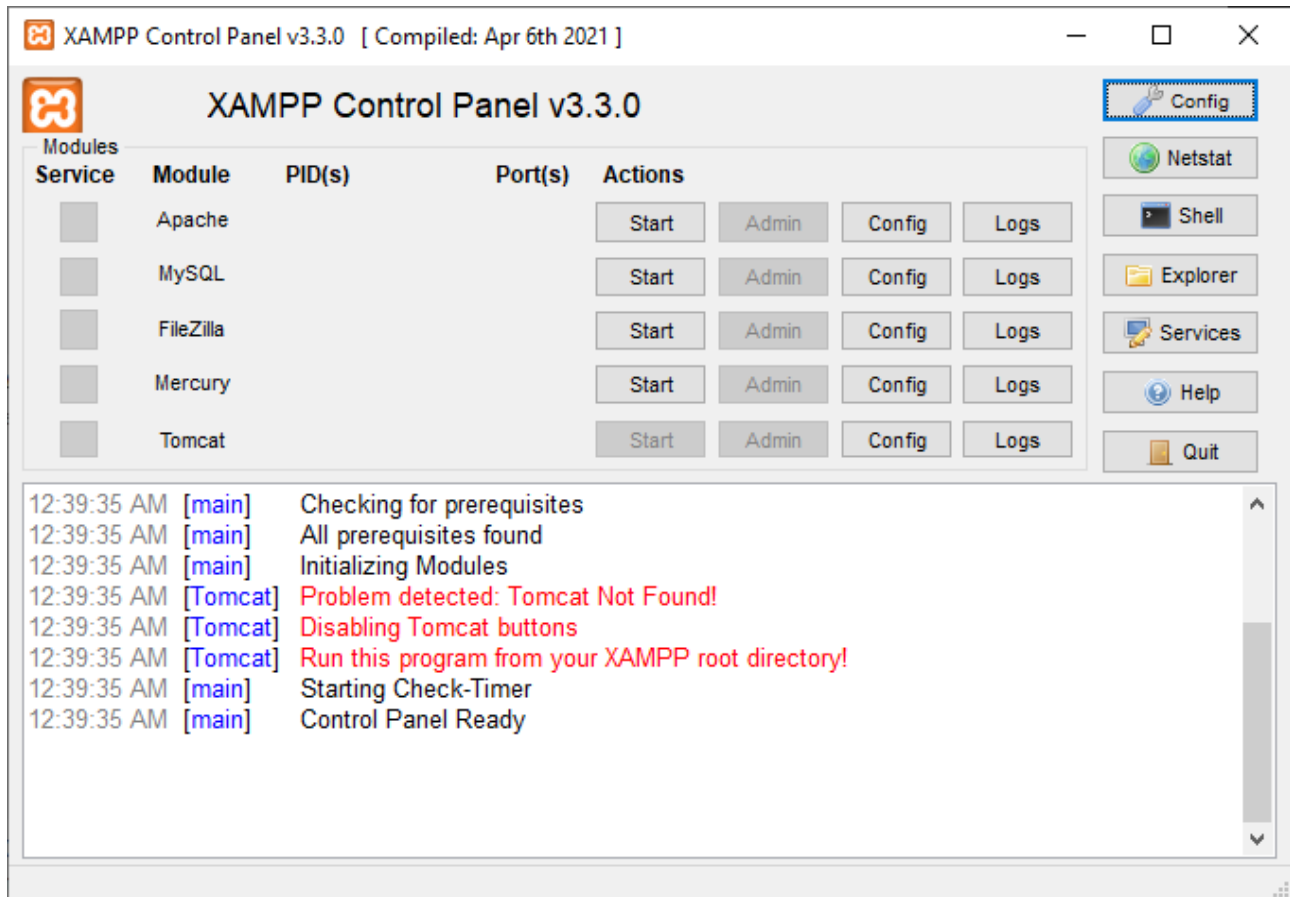 XAMPP Control Panel v3.3.0 [ Compiled: Apr 6th 2021 ]
XAMPP Control Panel v3.3.0
Config
Modules
Netstat
Service Module PID(s) Port(s) Actions
Apache Start Admin Config Logs
Shell
MySQL Start Admin Config Logs
Explorer
FileZilla Start Admin Config Logs
Services
Mercury Start Admin Config Logs
Help
Tomcat Start Admin Config Logs
Quit
12:39:35 AM [main] Checking for prerequisites
12:39:35 AM [main] All prerequisites found
12:39:35 AM [main] Initializing Modules
12:39:35 AM [Tomcat] Problem detected: Tomcat Not Found!
12:39:35 AM [Tomcat] Disabling Tomcat buttons
12:39:35 AM [Tomcat] Run this program from your XAMPP root directory!
12:39:35 AM [main] Starting Check-Timer
12:39:35 AM [main] Control Panel Ready